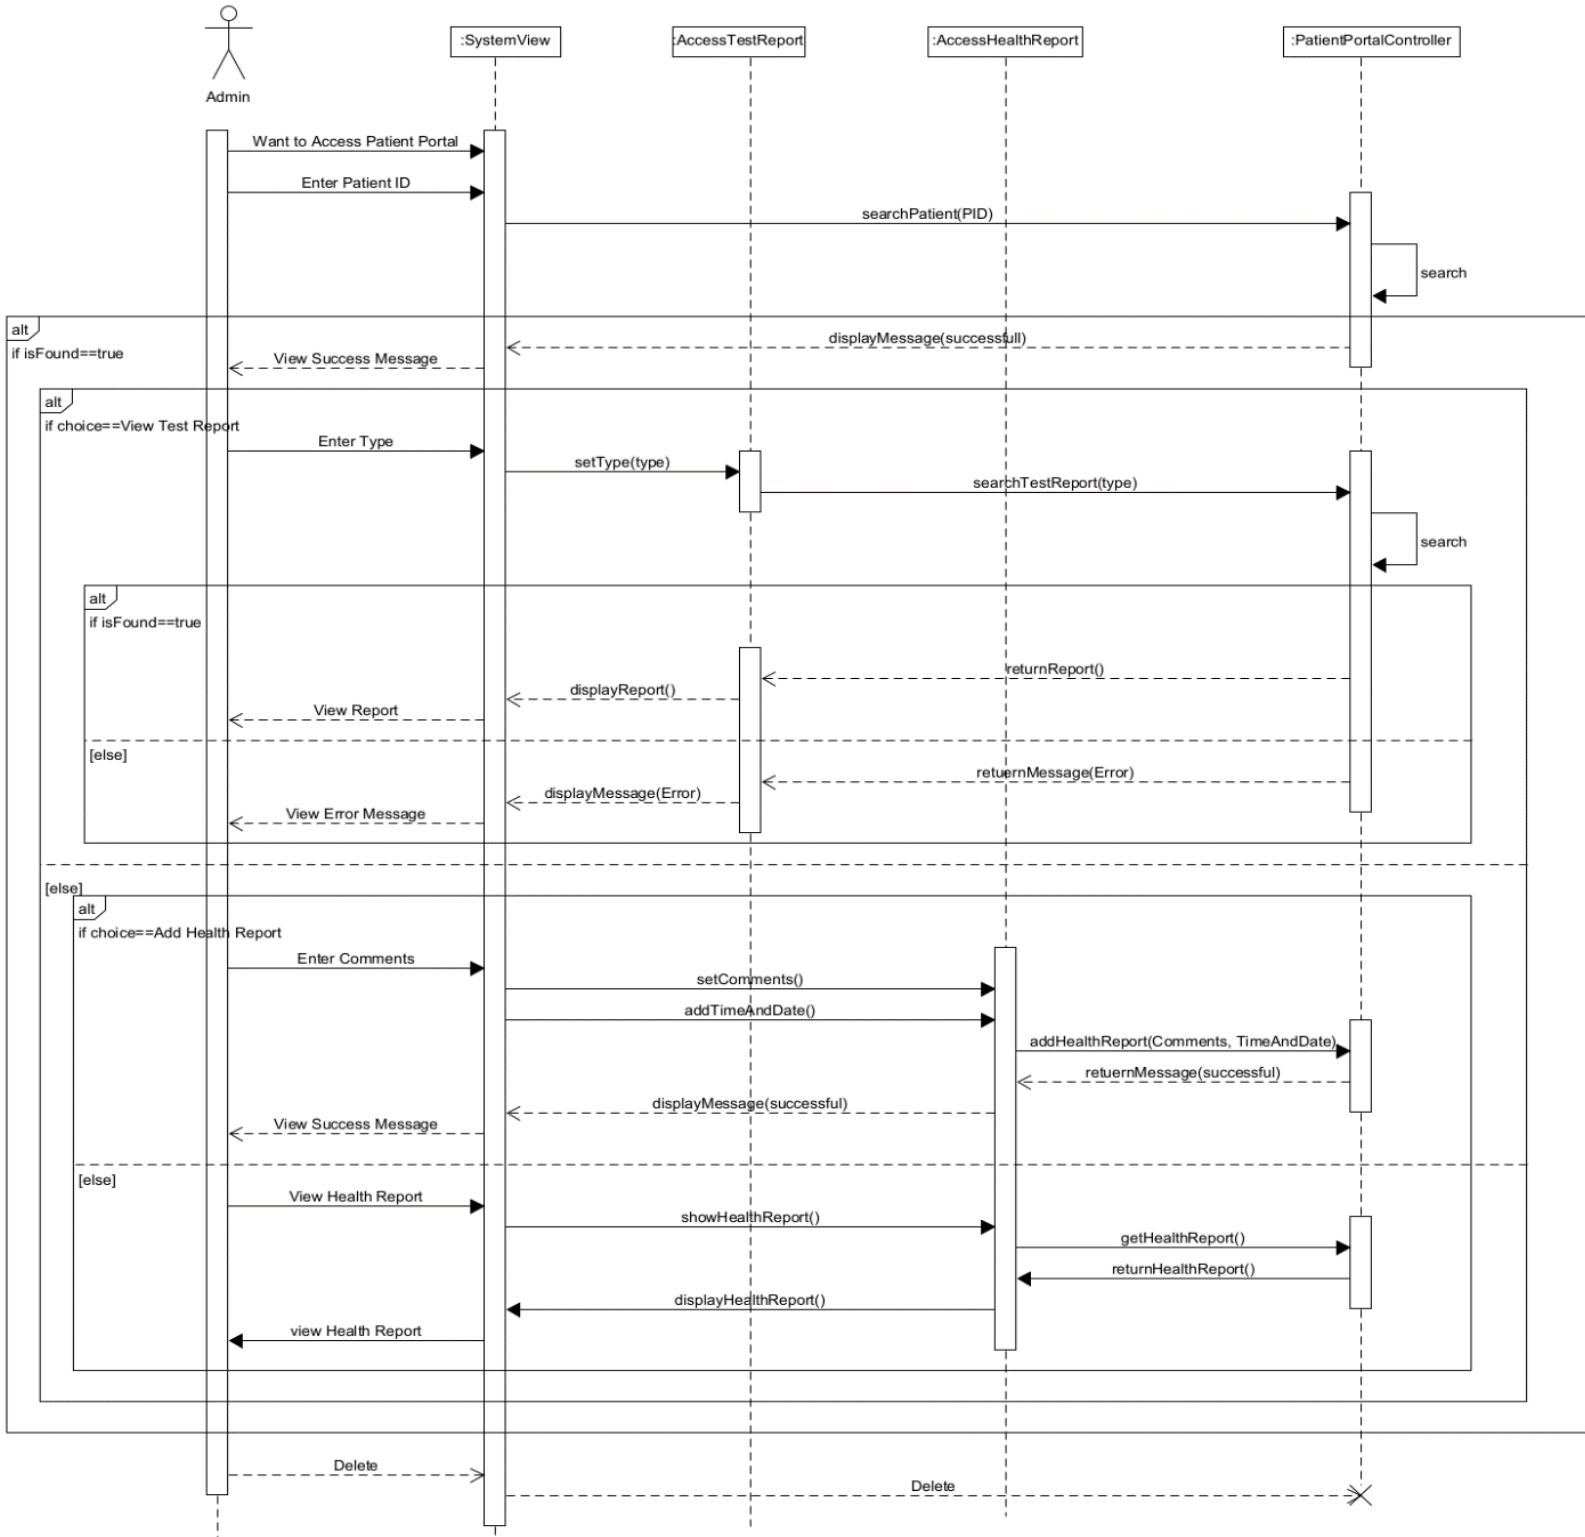 :SystemView
:AccessTestReport
:AccessHealthReport
:PatientPortalController
Admin
Want to Access Patient Portal
Enter Patient ID
searchPatient(PID)
search
alt
if isFound==true
displayMessage(successfull)
View Success Message
alt
if choice==View Test Report
Enter Type
setType(type)
searchTestReport(type)
search
alt
if isFound==true
returnReport()
displayReport()
View Report
[else]
retuernMessage(Error)
displayMessage(Error)
View Error Message
[else]
alt
if choice==Add Health Report
Enter Comments
setComments()
addTimeAndDate()
addHealthReport(Comments, TimeAndDate)
retuernMessage(successful)
displayMessage(successful)
View Success Message
[else]
View Health Report
showHealthReport()
getHealthReport()
returnHealthReport()
displayHealthReport()
view Health Report
Delete
Delete